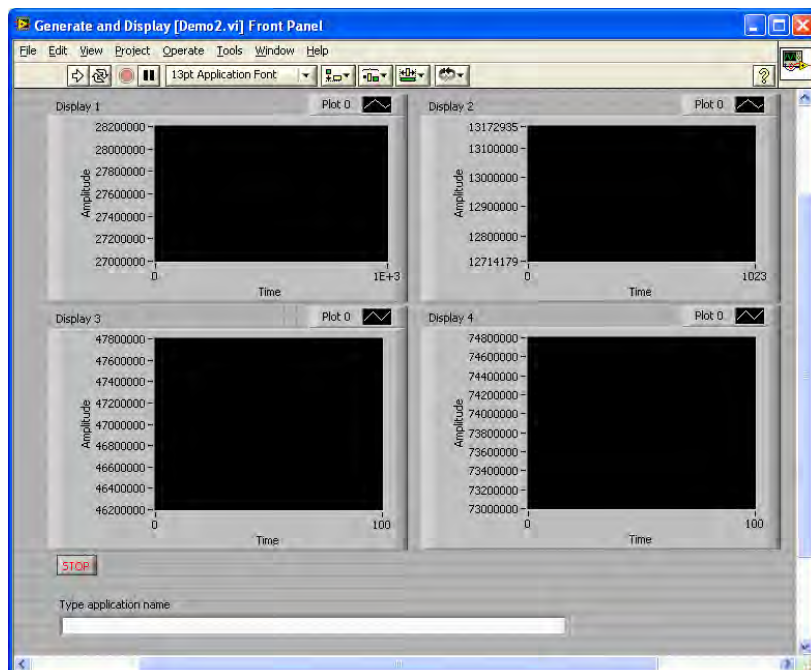 Generate and Display [Demo2.vi] Front Panel
File Edit View Project Operate Tools Window Help
13pt Application Font
?
Display 1
Plot 0
28200000
28000000
27800000
27600000
27400000
27200000
27000000
Amplitude
0
1E+3
Time
Display 2
Plot 0
13172935
13100000
13000000
12900000
12800000
12714179
Amplitude
0
1023
Time
Display 3
Plot 0
47800000
47600000
47400000
47200000
47000000
46800000
46600000
46400000
46200000
Amplitude
0
100
Time
Display 4
Plot 0
74800000
74600000
74400000
74200000
74000000
73800000
73600000
73400000
73200000
73000000
Amplitude
0
100
Time
STOP
Type application name